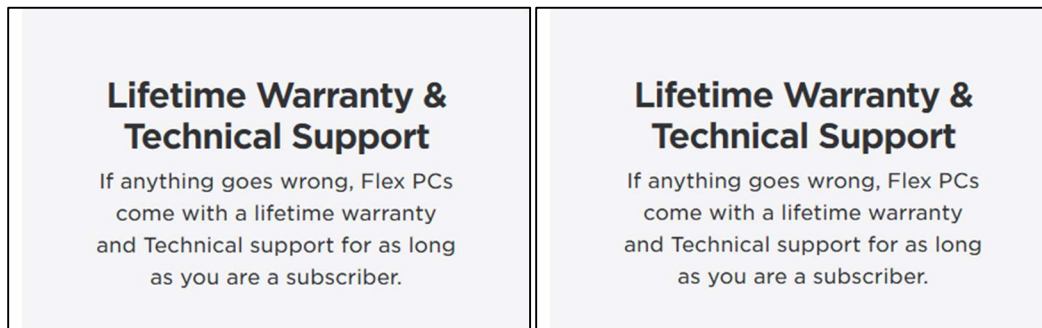 Lifetime Warranty &
Technical Support
If anything goes wrong, Flex PCs
come with a lifetime warranty
and Technical support for as long
as you are a subscriber.
Lifetime Warranty &
Technical Support
If anything goes wrong, Flex PCs
come with a lifetime warranty
and Technical support for as long
as you are a subscriber.